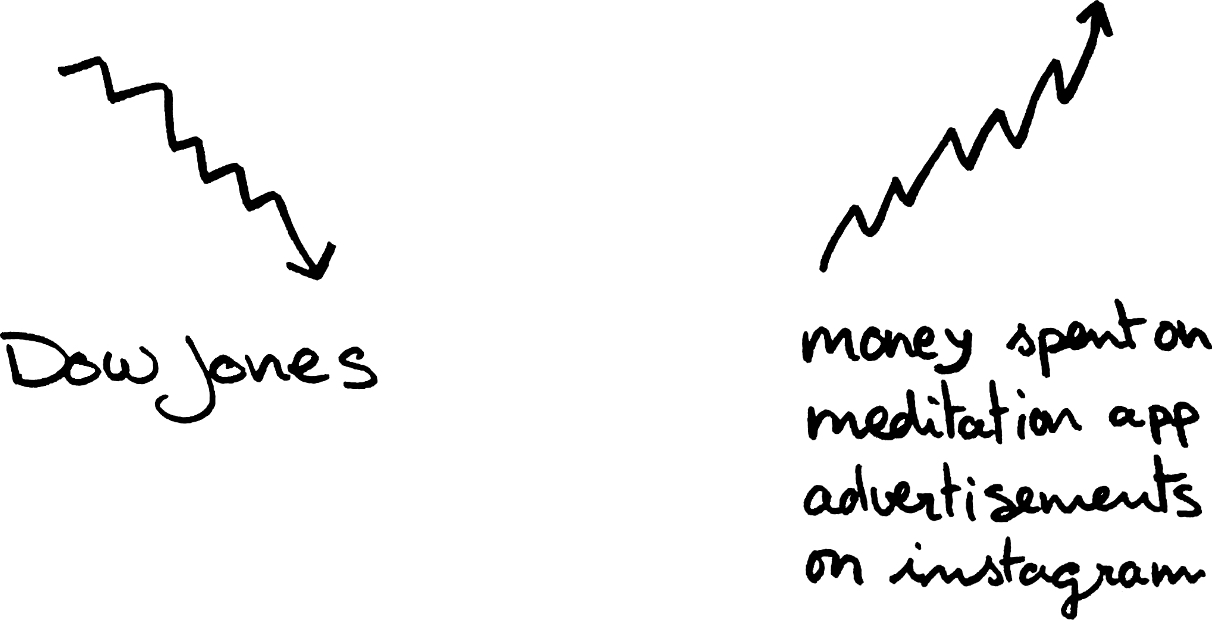 Dow Jones
money spent on
meditation app
advertisements
on instagram